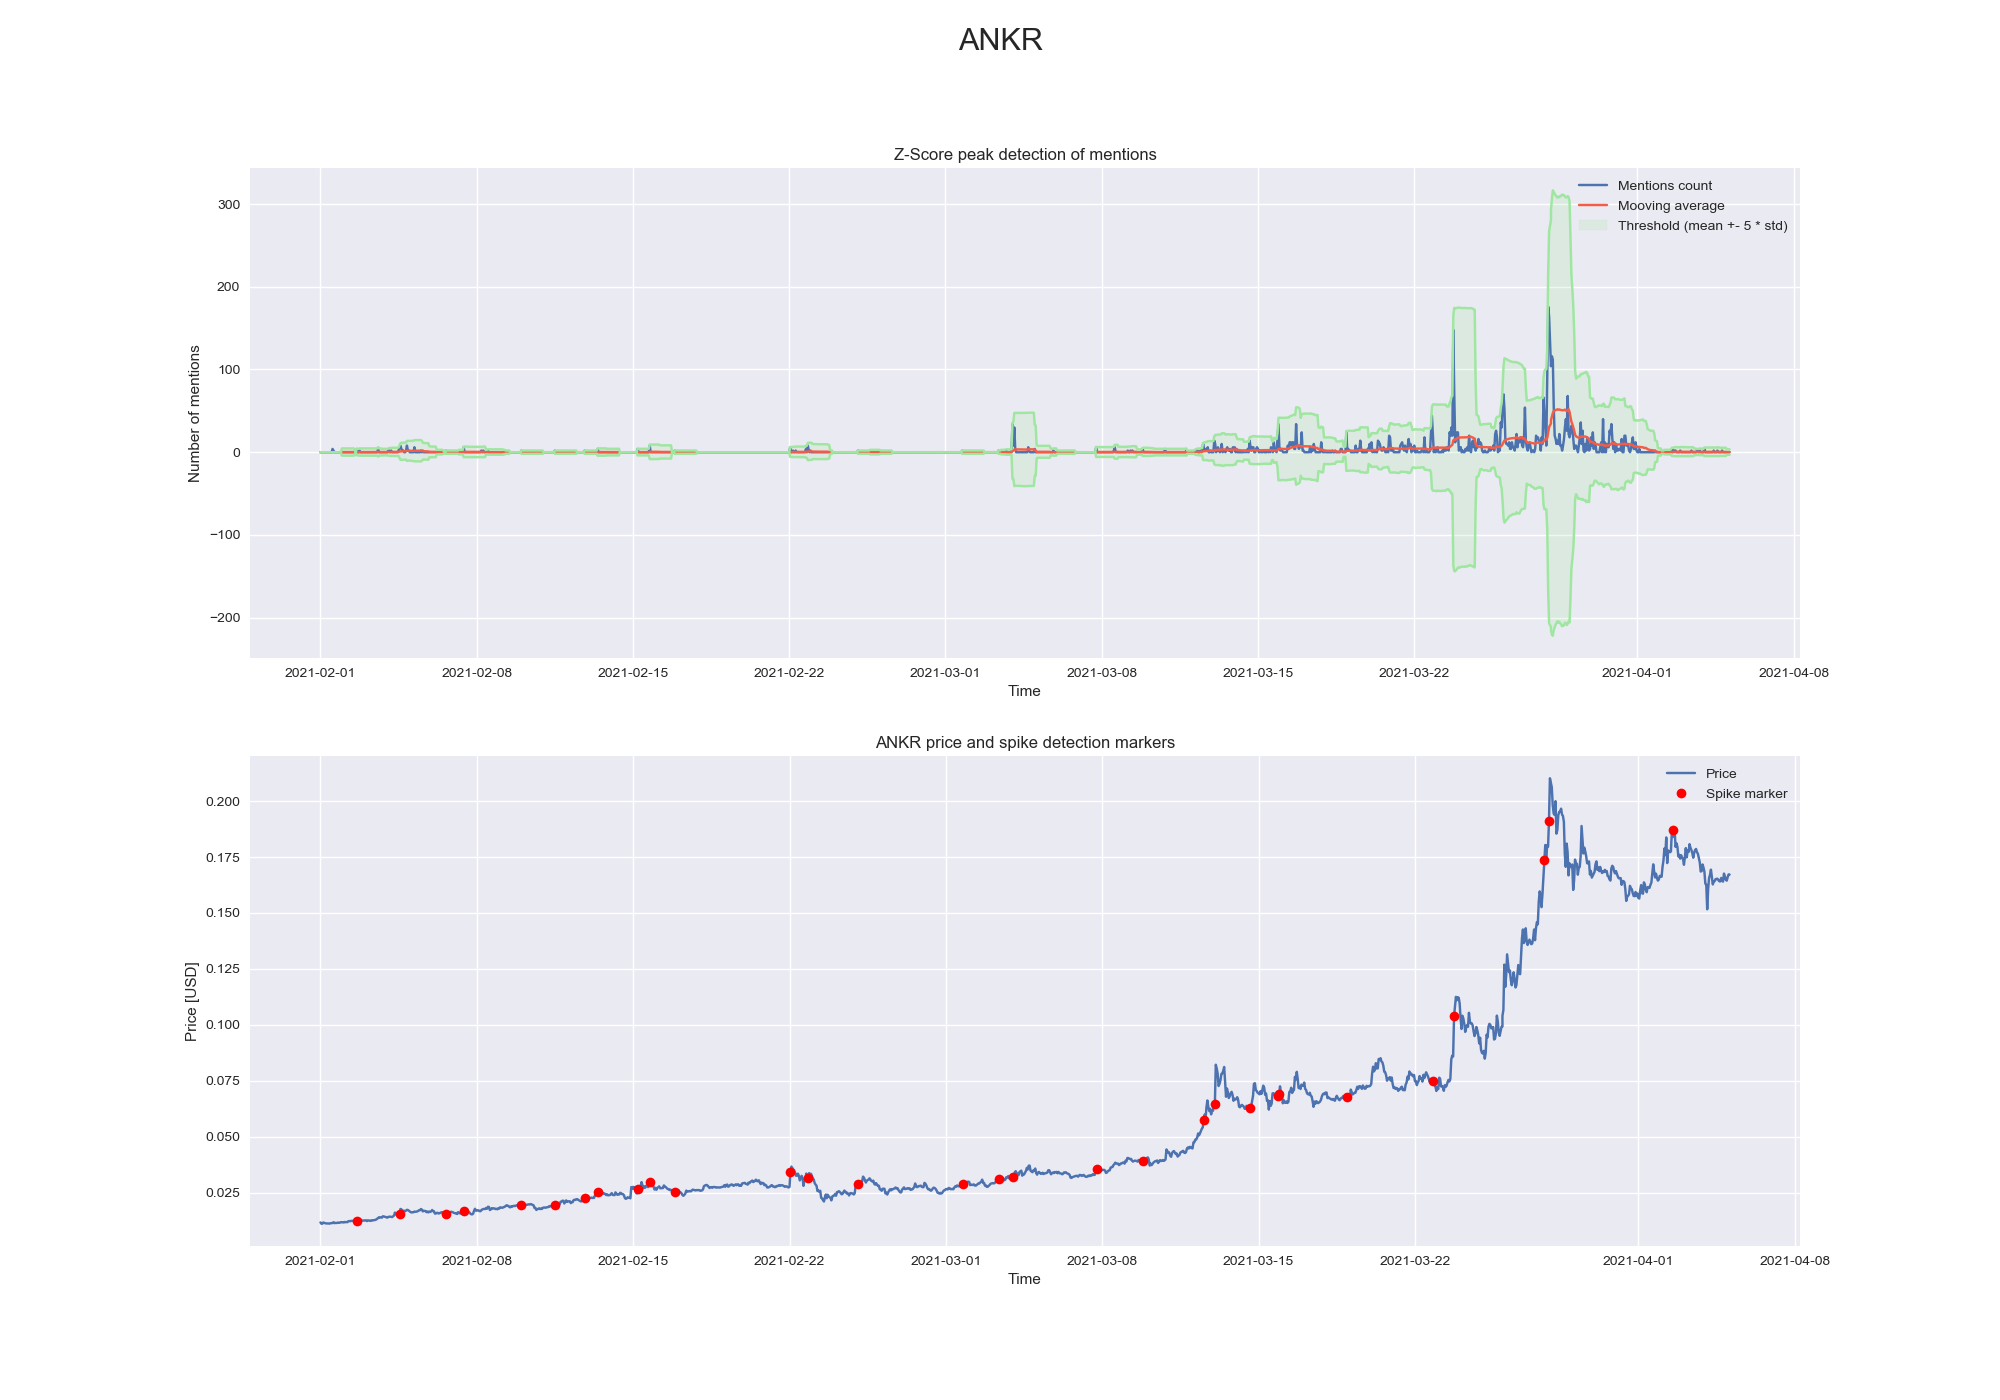 ANKR
Z-Score peak detection of mentions
Mentions count
Mooving average
Threshold (mean +- 5 * std)
Number of mentions
300
200
100
0
−100
−200
2021-02-01 2021-02-08 2021-02-15 2021-02-22 2021-03-01 2021-03-08 2021-03-15 2021-03-22 2021-04-01 2021-04-08
Time
ANKR price and spike detection markers
Price
Spike marker
Price [USD]
0.200
0.175
0.150
0.125
0.100
0.075
0.050
0.025
2021-02-01 2021-02-08 2021-02-15 2021-02-22 2021-03-01 2021-03-08 2021-03-15 2021-03-22 2021-04-01 2021-04-08
Time